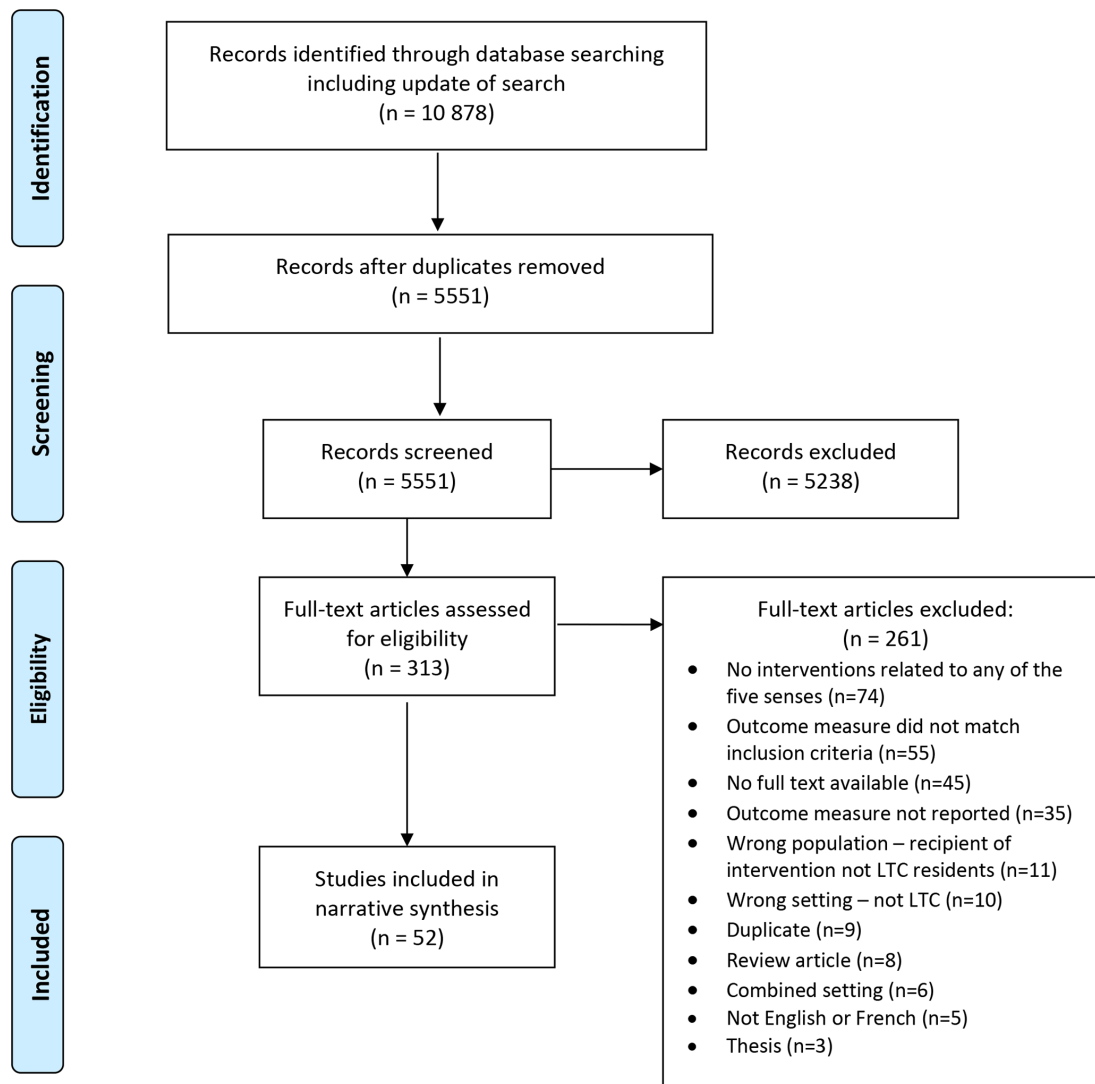 Identification
Records identified through database searching
including update of search
(n = 10 878)
Records after duplicates removed
(n = 5551)
Screening
Records screened
(n = 5551)
Records excluded
(n = 5238)
Eligibility
Full-text articles assessed
for eligibility
(n = 313)
Full-text articles excluded:
(n = 261)
• No interventions related to any of the
five senses (n=74)
• Outcome measure did not match
inclusion criteria (n=55)
• No full text available (n=45)
• Outcome measure not reported (n=35)
• Wrong population – recipient of
intervention not LTC residents (n=11)
• Wrong setting – not LTC (n=10)
• Duplicate (n=9)
• Review article (n=8)
• Combined setting (n=6)
• Not English or French (n=5)
• Thesis (n=3)
Included
Studies included in
narrative synthesis
(n = 52)